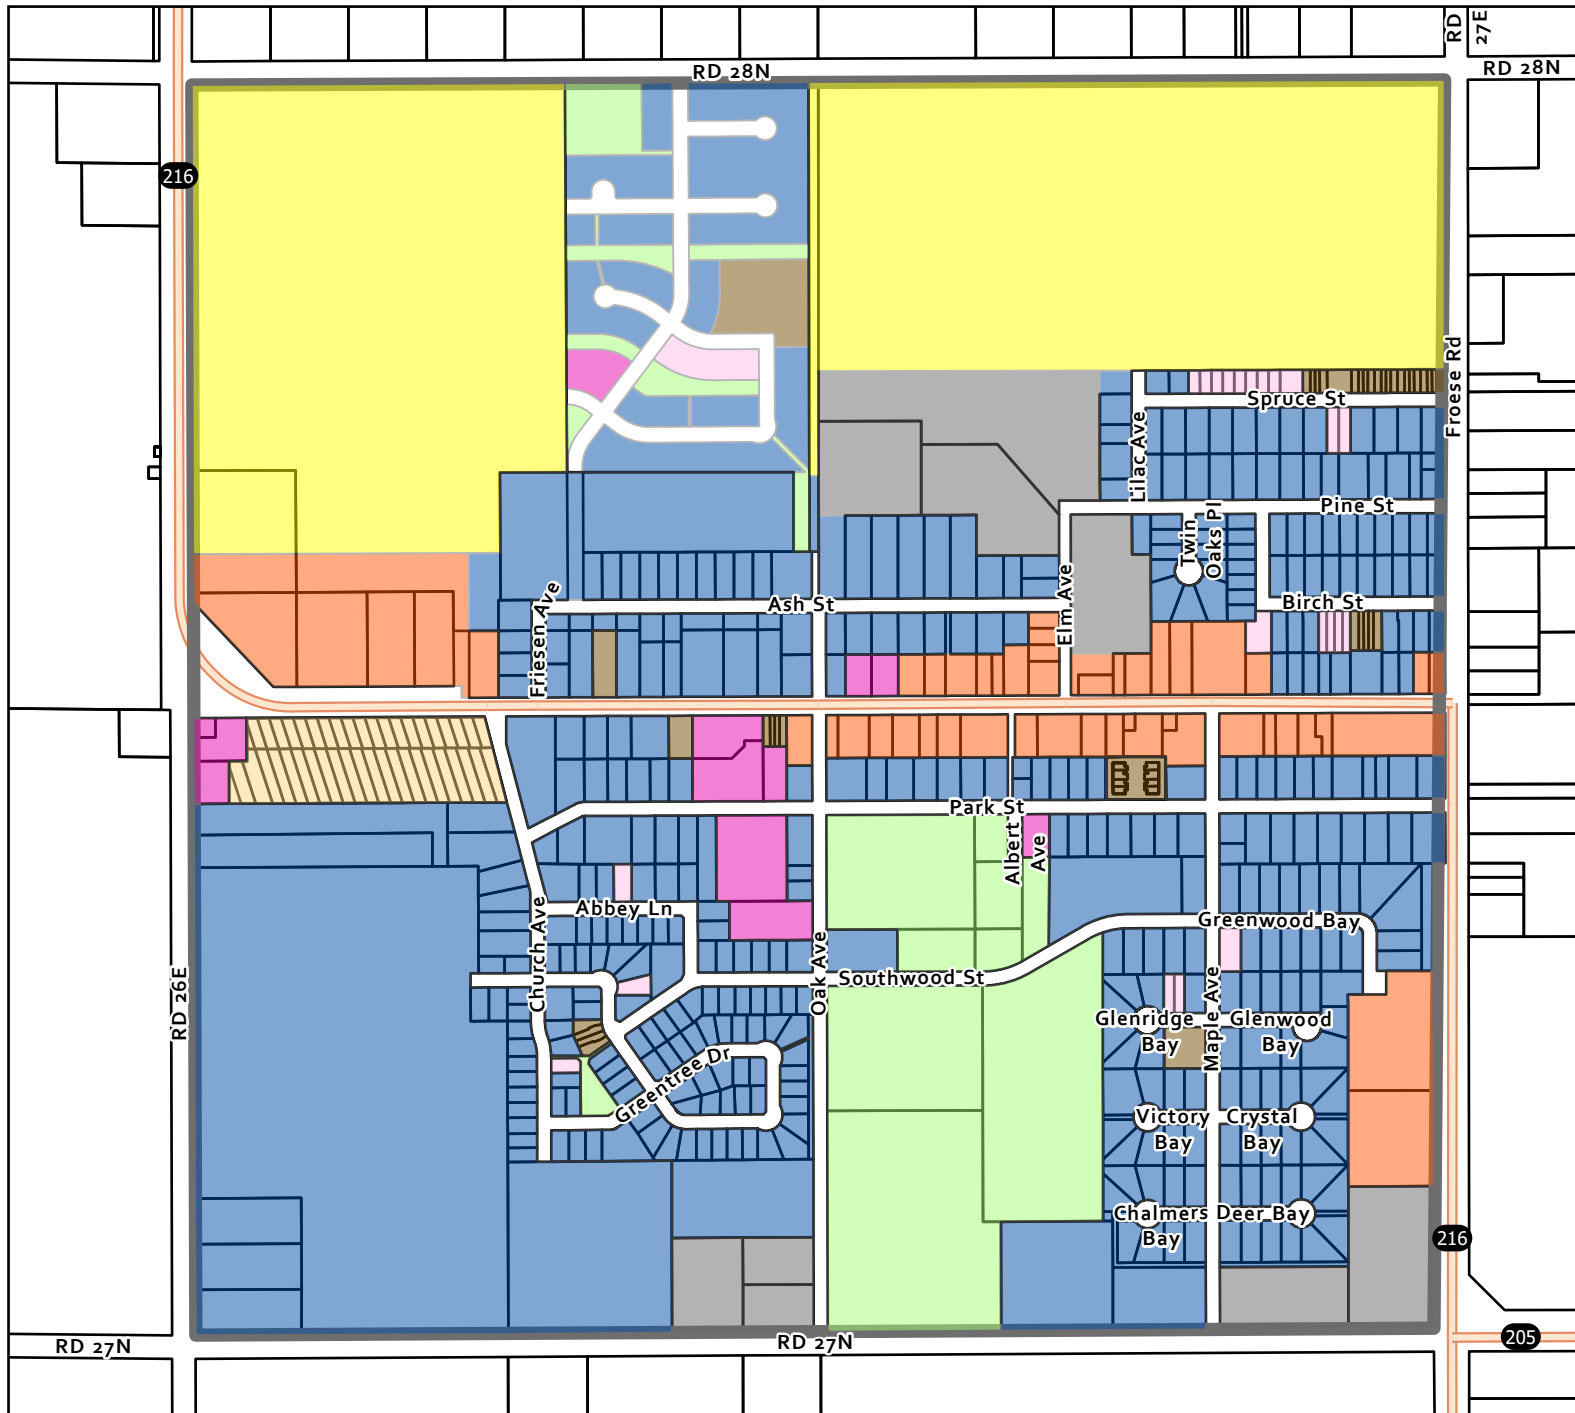 RD
27E
RD 28N
RD 28N
216
Froese Rd
Spruce St
Lilac Ave
Pine St
Twin
Oaks Pl
Elm Ave
Friesen Ave
Ash St
Birch St
Park St
Albert
Ave
Abbey Ln
Church Ave
Greenwood Bay
Oak Ave
Southwood St
Maple Ave
RD 26E
Glenridge
Bay
Glenwood
Bay
Greentree Dr
Victory
Bay
Crystal
Bay
Chalmers
Bay
Deer Bay
216
RD 27N
RD 27N
205